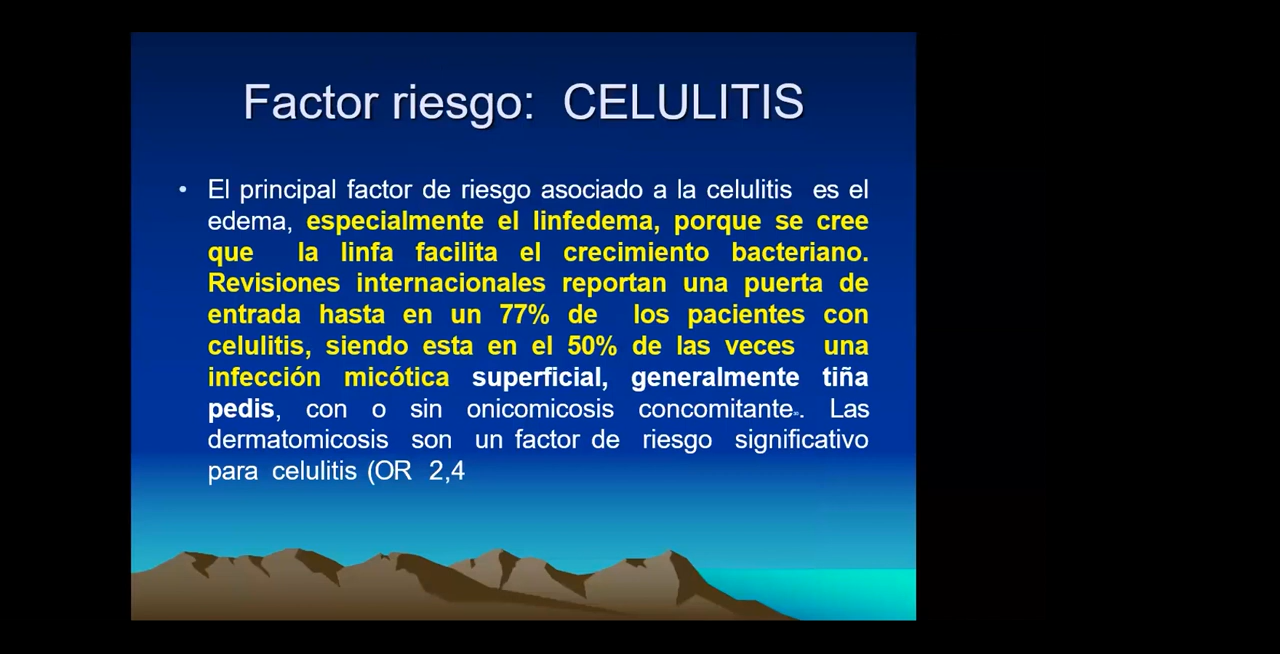 Factor riesgo: CELULITIS
• El principal factor de riesgo asociado a la celulitis es el
edema, especialmente el linfedema, porque se cree
que la linfa facilita el crecimiento bacteriano.
Revisiones internacionales reportan una puerta de
entrada hasta en un 77% de los pacientes con
celulitis, siendo esta en el 50% de las veces una
infección micótica superficial, generalmente tiña
pedis, con o sin onicomicosis concomitante. Las
dermatomicosis son un factor de riesgo significativo
para celulitis (OR 2,4